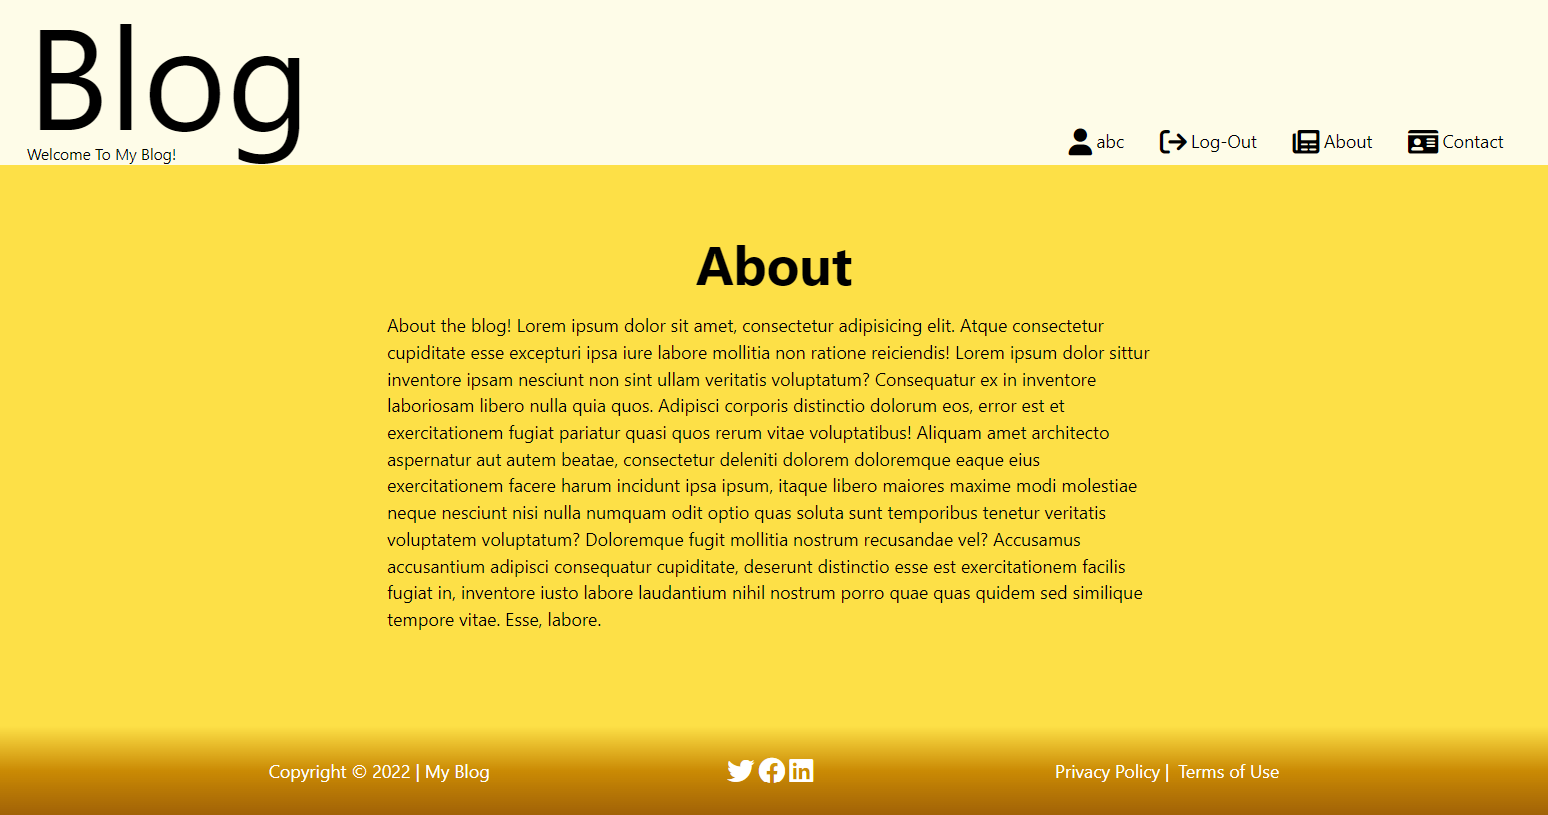 Blog
Welcome To My Blog!
abc Log-Out About Contact
About
About the blog! Lorem ipsum dolor sit amet, consectetur adipisicing elit. Atque consectetur
cupiditate esse excepturi ipsa iure labore mollitia non ratione reiciendis! Lorem ipsum dolor sittur
inventore ipsam nesciunt non sint ullam veritatis voluptatum? Consequatur ex in inventore
laboriosam libero nulla quia quos. Adipisci corporis distinctio dolorum eos, error est et
exercitationem fugiat pariatur quasi quos rerum vitae voluptatibus! Aliquam amet architecto
aspernatur aut autem beatae, consectetur deleniti dolorem doloremque eaque eius
exercitationem facere harum incidunt ipsa ipsum, itaque libero maiores maxime modi molestiae
neque nesciunt nisi nulla numquam odit optio quas soluta sunt temporibus tenetur veritatis
voluptatem voluptatum? Doloremque fugit mollitia nostrum recusandae vel? Accusamus
accusantium adipisci consequatur cupiditate, deserunt distinctio esse est exercitationem facilis
fugiat in, inventore iusto labore laudantium nihil nostrum porro quae quas quidem sed similique
tempore vitae. Esse, labore.
Copyright © 2022 | My Blog
Privacy Policy | Terms of Use